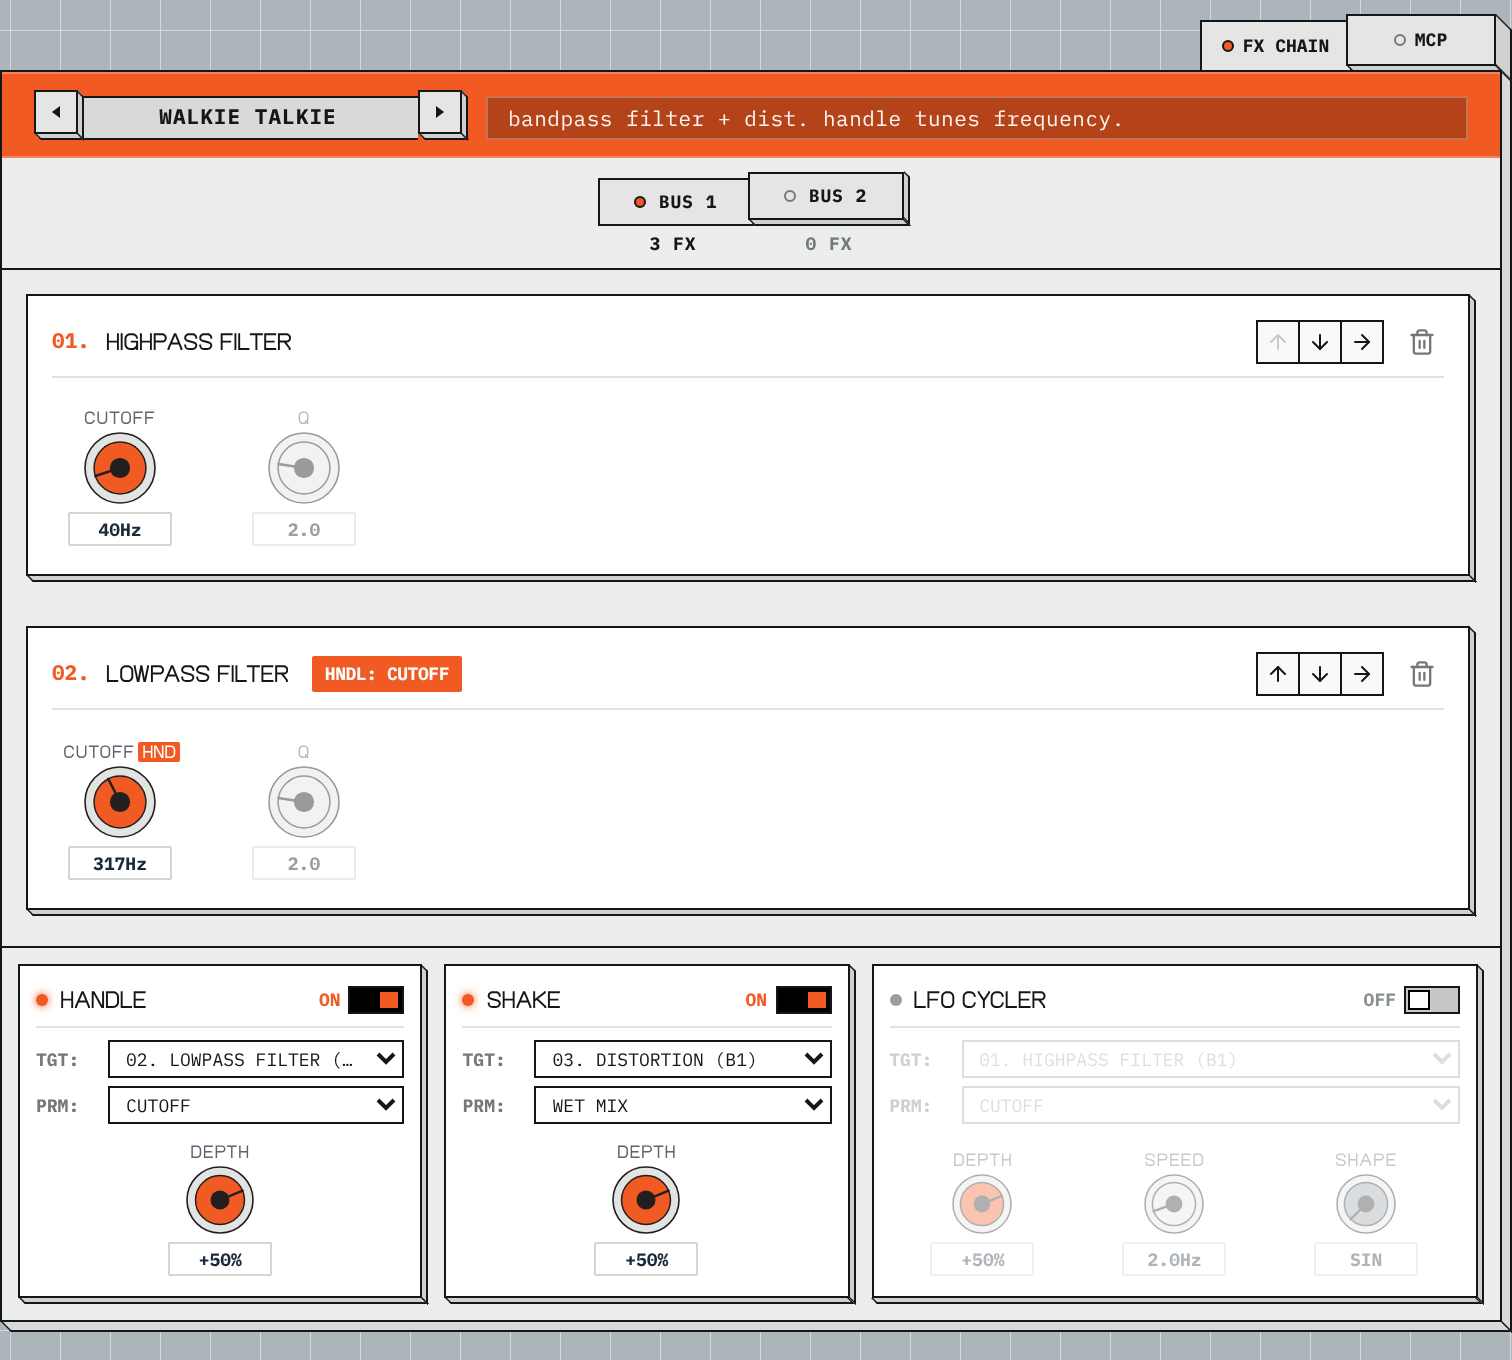 FX CHAIN
MCP
WALKIE TALKIE
bandpass filter + dist. handle tunes frequency.
BUS 1
BUS 2
3 FX
0 FX
01. HIGHPASS FILTER
CUTOFF
Q
40Hz
2.0
02. LOWPASS FILTER
HNDL: CUTOFF
CUTOFF HND
Q
317Hz
2.0
HANDLE
ON
TGT: 02. LOWPASS FILTER (…
PRM: CUTOFF
DEPTH
+50%
SHAKE
ON
TGT: 03. DISTORTION (B1)
PRM: WET MIX
DEPTH
+50%
LFO CYCLER
OFF
TGT: 01. HIGHPASS FILTER (B1)
PRM: CUTOFF
DEPTH
SPEED
SHAPE
+50%
2.0Hz
SIN